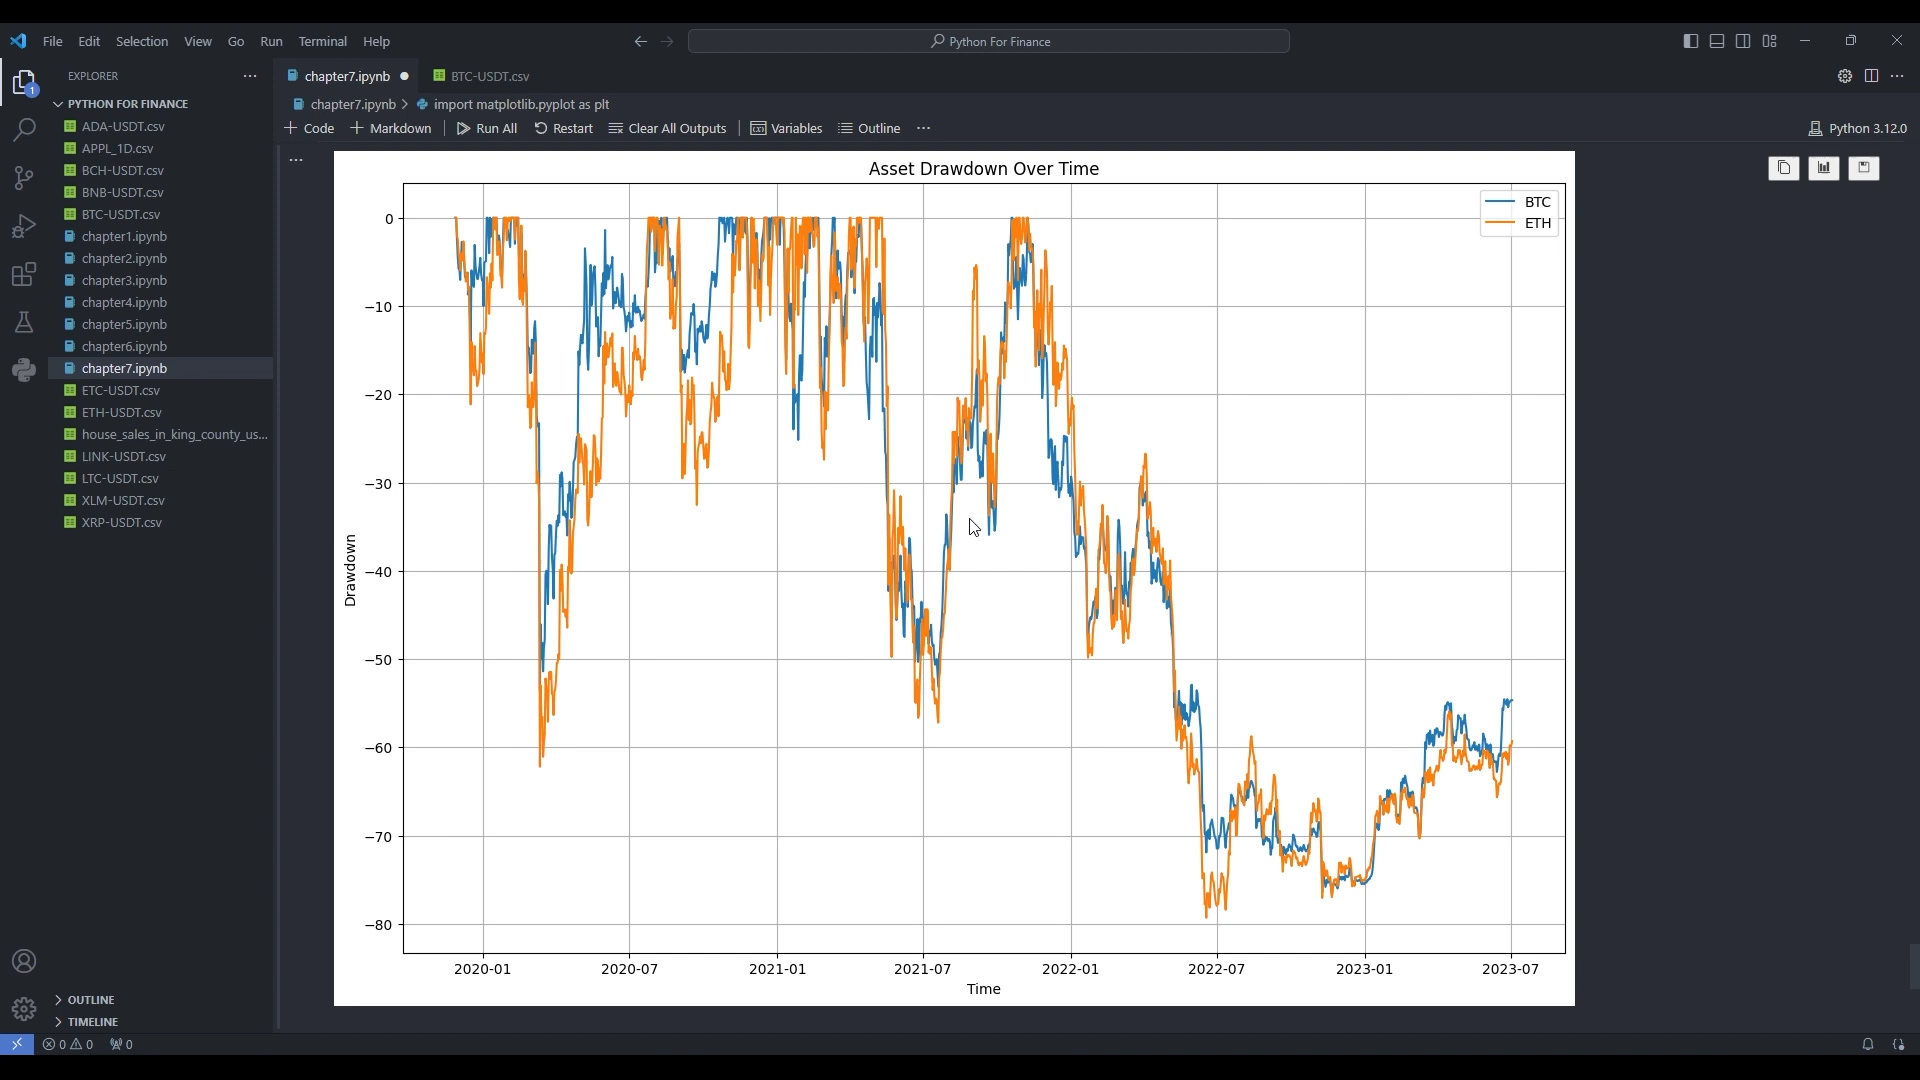 File Edit Selection View Go Run Terminal Help
Python For Finance
EXPLORER
chapter7.ipynb
BTC-USDT.csv
1
PYTHON FOR FINANCE
chapter7.ipynb > import matplotlib.pyplot as plt
ADA-USDT.csv
Code Markdown Run All Restart Clear All Outputs Variables Outline ...
Python 3.12.0
APPL_1D.csv
BCH-USDT.csv
BNB-USDT.csv
BTC-USDT.csv
chapter1.ipynb
chapter2.ipynb
chapter3.ipynb
chapter4.ipynb
chapter5.ipynb
chapter6.ipynb
chapter7.ipynb
ETC-USDT.csv
ETH-USDT.csv
house_sales_in_king_county_us...
LINK-USDT.csv
LTC-USDT.csv
XLM-USDT.csv
XRP-USDT.csv
OUTLINE
TIMELINE
Asset Drawdown Over Time
BTC
ETH
0
−10
−20
−30
−40
−50
−60
−70
−80
Drawdown
2020-01 2020-07 2021-01 2021-07 2022-01 2022-07 2023-01 2023-07
Time
0 0 0